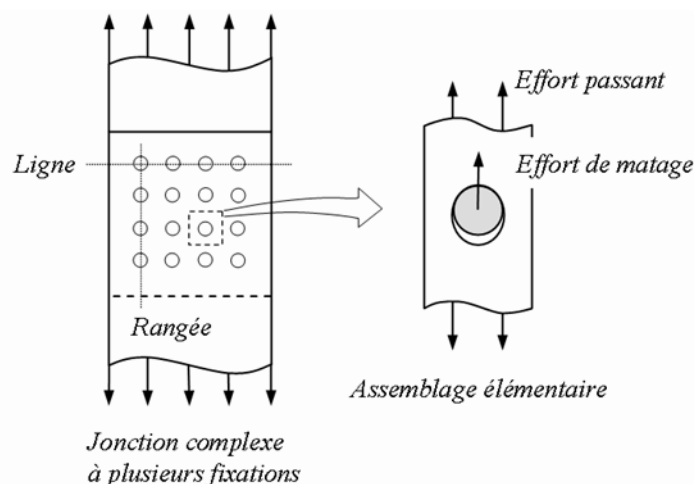 Effort passant
Ligne
Effort de matage
Rangée
Assemblage élémentaire
Jonction complexe
à plusieurs fixations